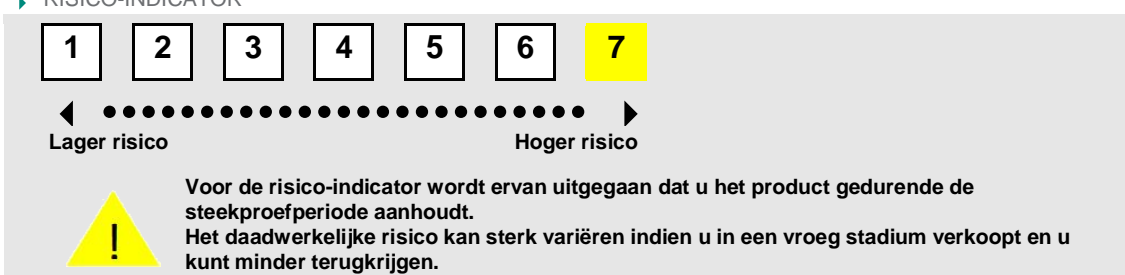 RISICO-INDICATOR
1 2 3 4 5 6 7
Lager risico Hoger risico
Voor de risico-indicator wordt ervan uitgegaan dat u het product gedurende de
steekproefperiode aanhoudt.
Het daadwerkelijke risico kan sterk variëren indien u in een vroeg stadium verkoopt en u
kunt minder terugkrijgen.
!